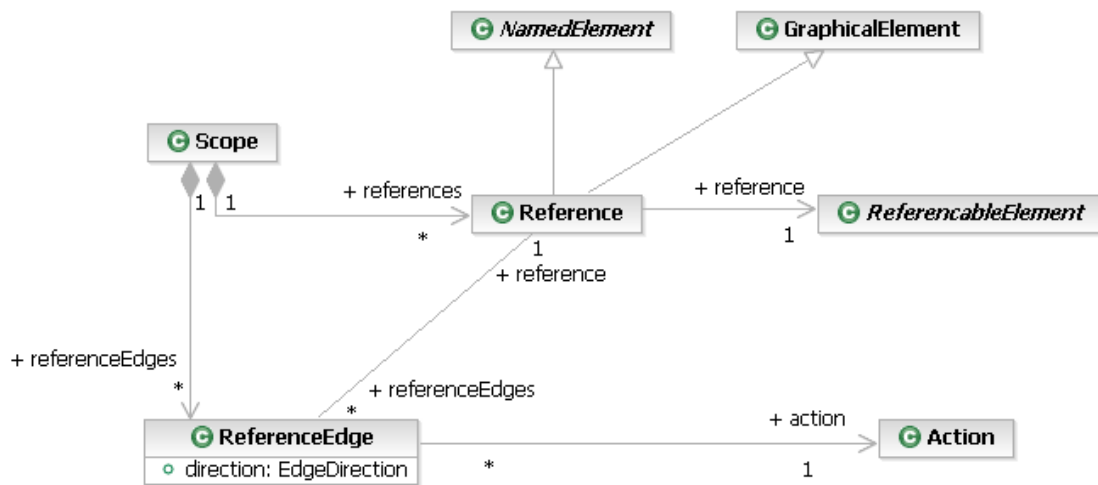 NamedElement
GraphicalElement
Scope
1
1
+ references
*
Reference
+ reference
1
ReferencableElement
1
+ reference
+ referenceEdges
*
+ referenceEdges
*
ReferenceEdge
direction: EdgeDirection
*
+ action
1
Action